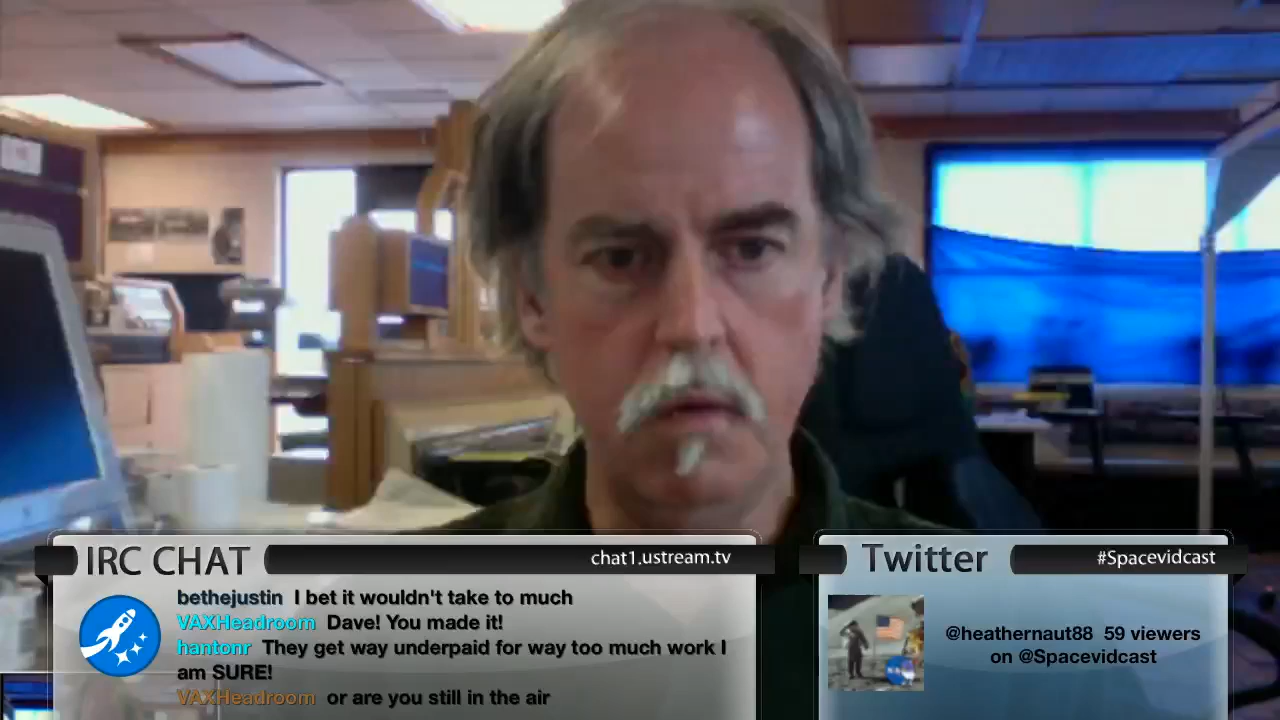 IRC CHAT
chat1.ustream.tv
bethejustin I bet it wouldn't take to much
VAXHeadroom Dave! You made it!
hantonr They get way underpaid for way too much work I
am SURE!
VAXHeadroom or are you still in the air
Twitter
#Spacevidcast
@heathernaut88 59 viewers
on @Spacevidcast